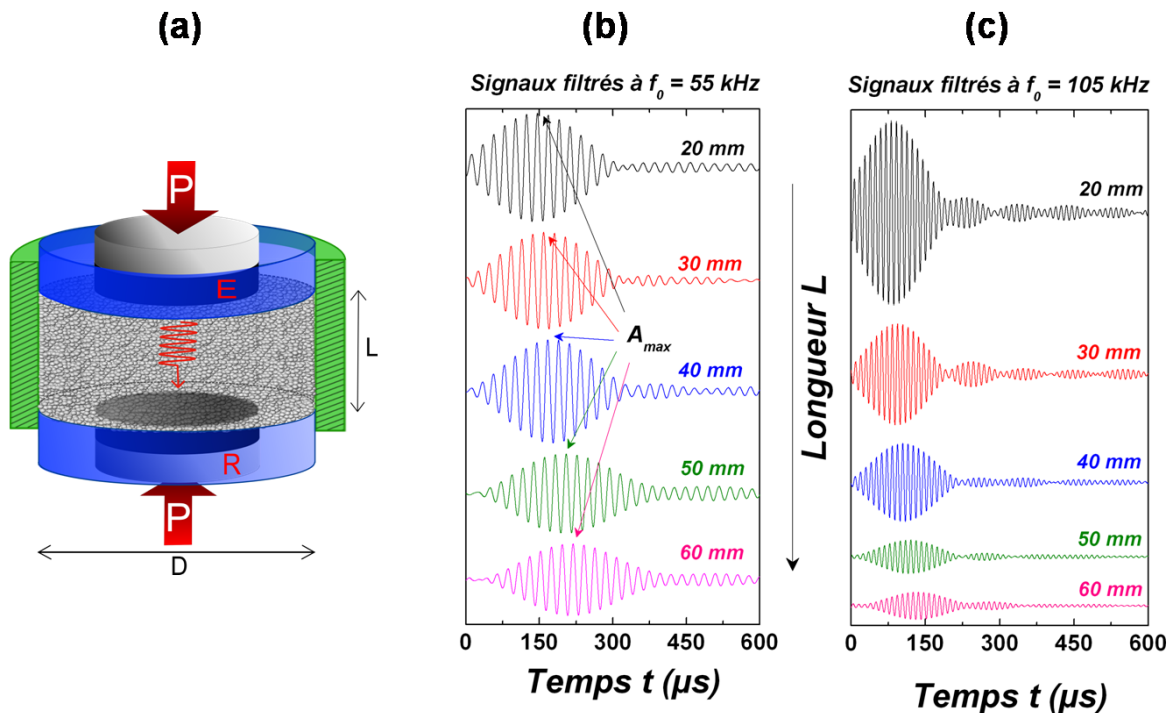 (a)
(b)
(c)
P
E
L
R
P
D
Signaux filtrés à f0 = 55 kHz
20 mm
30 mm
Amax
40 mm
50 mm
60 mm
0 150 300 450 600
Temps t (µs)
Longueur L
Signaux filtrés à f0 = 105 kHz
20 mm
30 mm
40 mm
50 mm
60 mm
0 150 300 450 600
Temps t (µs)